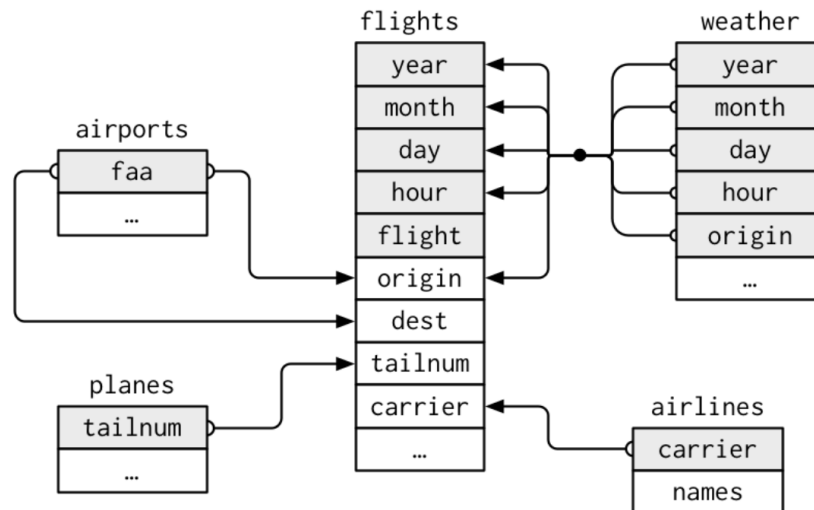 flights
year
month
day
hour
flight
origin
dest
tailnum
carrier
…
weather
year
month
day
hour
origin
…
airports
faa
…
planes
tailnum
…
airlines
carrier
names